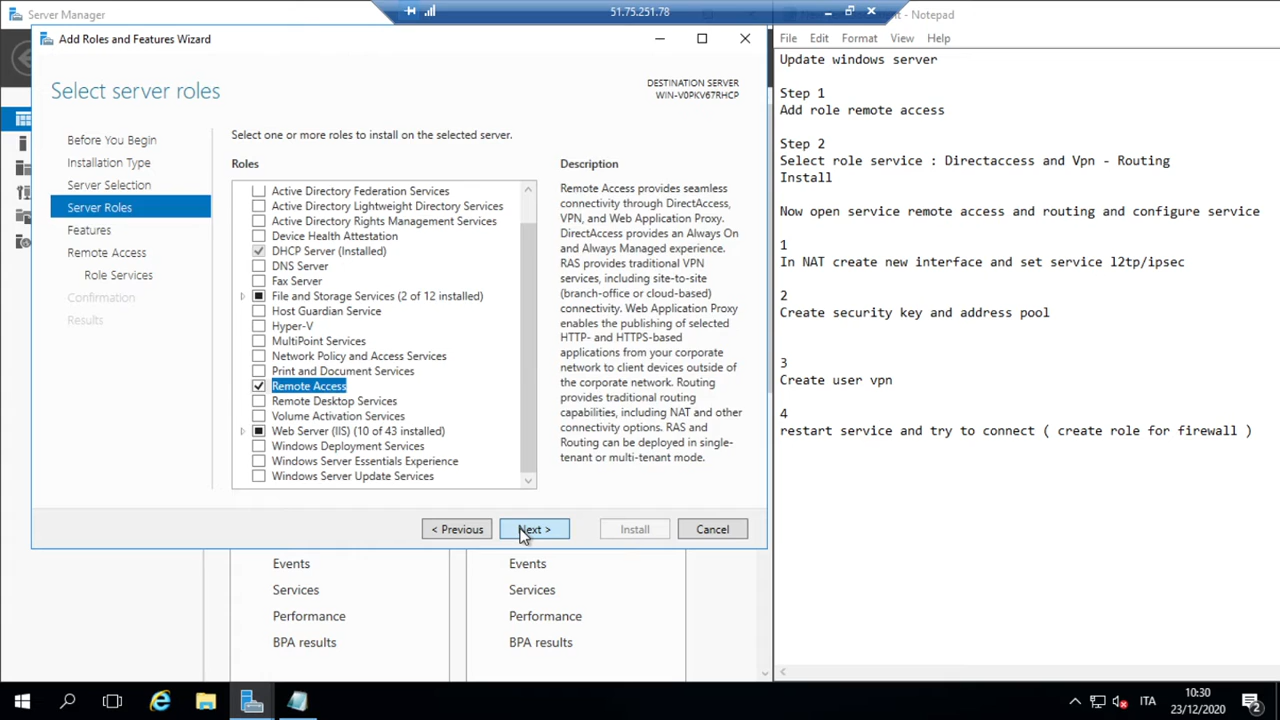 Server Manager
51.75.251.78
- Notepad
Add Roles and Features Wizard
File Edit Format View Help
Select server roles
DESTINATION SERVER
WIN-V0PKV67RHCP
Before You Begin
Installation Type
Server Selection
Server Roles
Features
Remote Access
Role Services
Confirmation
Results
Select one or more roles to install on the selected server.
Roles
Active Directory Federation Services
Active Directory Lightweight Directory Services
Active Directory Rights Management Services
Device Health Attestation
DHCP Server (Installed)
DNS Server
Fax Server
File and Storage Services (2 of 12 installed)
Host Guardian Service
Hyper-V
MultiPoint Services
Network Policy and Access Services
Print and Document Services
Remote Access
Remote Desktop Services
Volume Activation Services
Web Server (IIS) (10 of 43 installed)
Windows Deployment Services
Windows Server Essentials Experience
Windows Server Update Services
Description
Remote Access provides seamless
connectivity through DirectAccess,
VPN, and Web Application Proxy.
DirectAccess provides an Always On
and Always Managed experience.
RAS provides traditional VPN
services, including site-to-site
(branch-office or cloud-based)
connectivity. Web Application Proxy
enables the publishing of selected
HTTP- and HTTPS-based
applications from your corporate
network to client devices outside of
the corporate network. Routing
provides traditional routing
capabilities, including NAT and other
connectivity options. RAS and
Routing can be deployed in single-
tenant or multi-tenant mode.
< Previous
Next >
Install
Cancel
Events
Services
Performance
BPA results
Events
Services
Performance
BPA results
Update windows server
Step 1
Add role remote access
Step 2
Select role service : Directaccess and Vpn - Routing
Install
Now open service remote access and routing and configure service
1
In NAT create new interface and set service l2tp/ipsec
2
Create security key and address pool
3
Create user vpn
4
restart service and try to connect ( create role for firewall )
ITA
10:30
23/12/2020
2